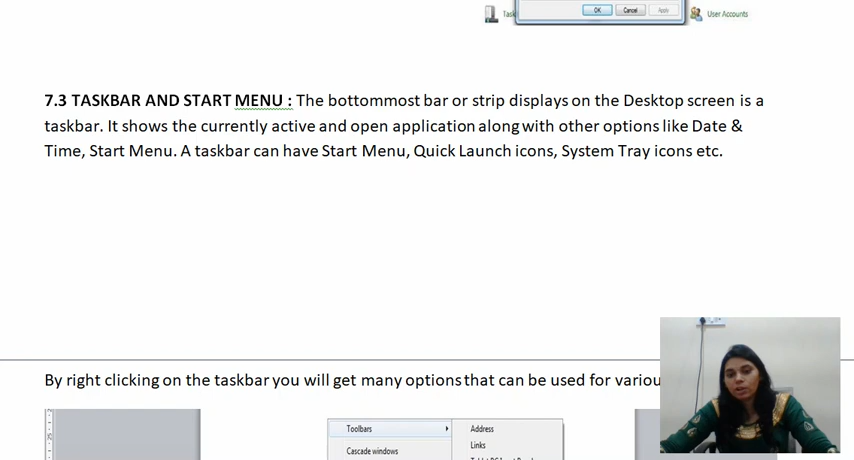 Task
OK Cancel Apply
User Accounts
7.3 TASKBAR AND START MENU : The bottommost bar or strip displays on the Desktop screen is a
taskbar. It shows the currently active and open application along with other options like Date &
Time, Start Menu. A taskbar can have Start Menu, Quick Launch icons, System Tray icons etc.
By right clicking on the taskbar you will get many options that can be used for
Toolbars
Address
Links
Cascade windows